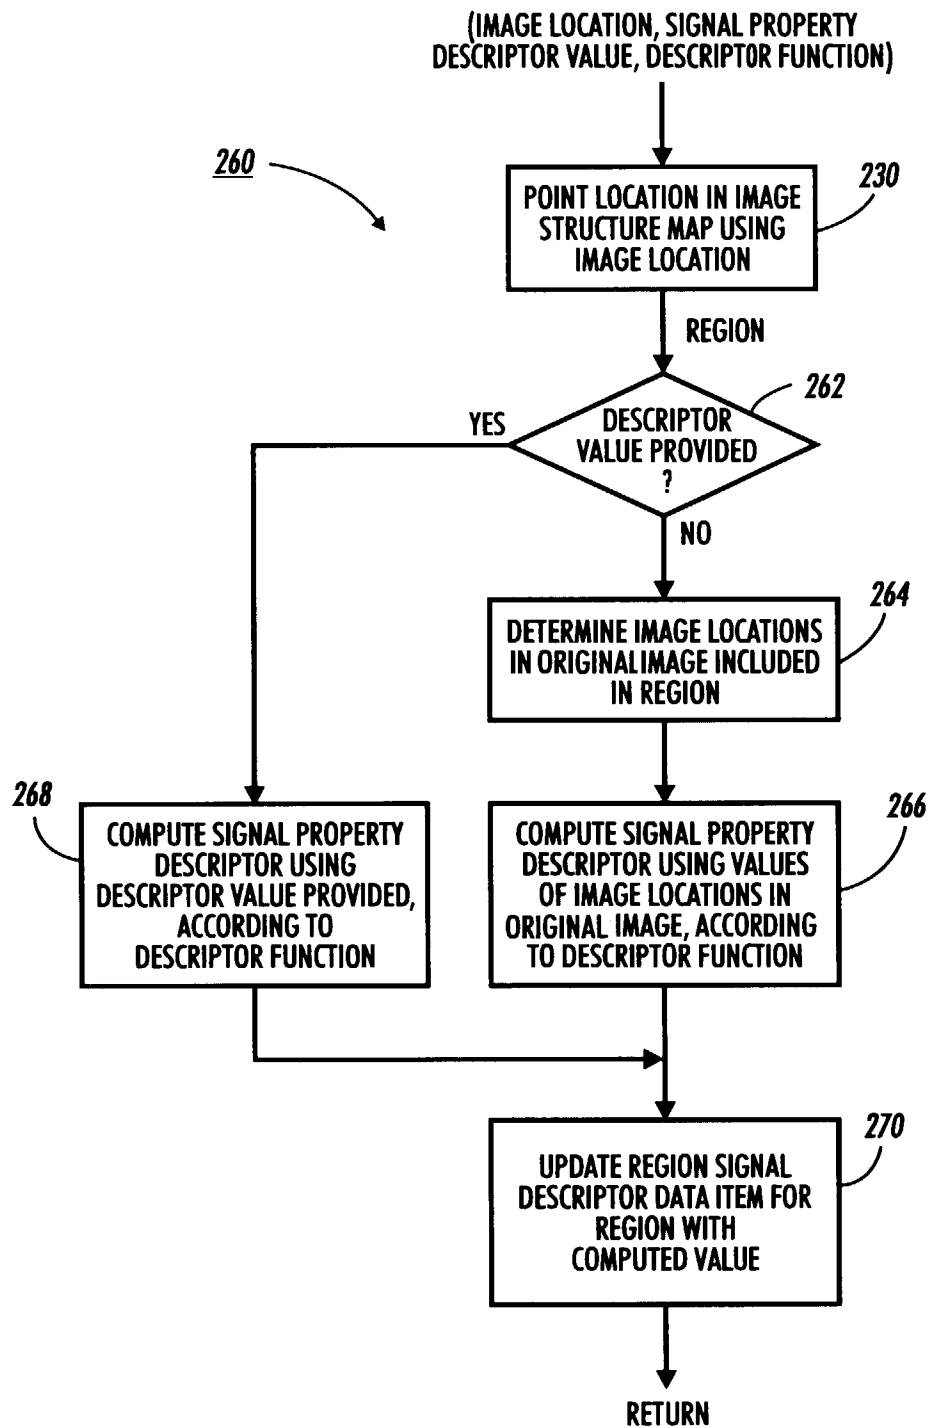 (IMAGE LOCATION, SIGNAL PROPERTY
DESCRIPTOR VALUE, DESCRIPTOR FUNCTION)
260
230
POINT LOCATION IN IMAGE
STRUCTURE MAP USING
IMAGE LOCATION
REGION
262
YES
DESCRIPTOR
VALUE PROVIDED
?
NO
264
DETERMINE IMAGE LOCATIONS
IN ORIGINAL IMAGE INCLUDED
IN REGION
268
COMPUTE SIGNAL PROPERTY
DESCRIPTOR USING
DESCRIPTOR VALUE PROVIDED,
ACCORDING TO
DESCRIPTOR FUNCTION
266
COMPUTE SIGNAL PROPERTY
DESCRIPTOR USING VALUES
OF IMAGE LOCATIONS IN
ORIGINAL IMAGE, ACCORDING
TO DESCRIPTOR FUNCTION
270
UPDATE REGION SIGNAL
DESCRIPTOR DATA ITEM FOR
REGION WITH
COMPUTED VALUE
RETURN